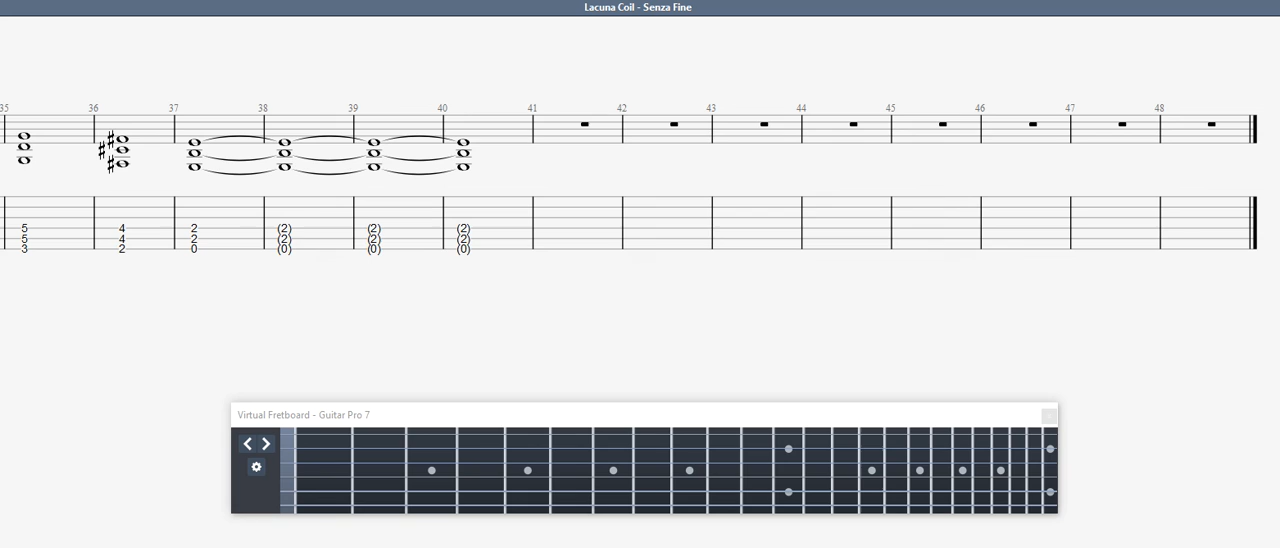 Lacuna Coil - Senza Fine
35 36 37 38 39 40 41 42 43 44 45 46 47 48
5 4 2 (2) (2) (2)
5 4 2 (2) (2) (2)
3 2 0 (0) (0) (0)
Virtual Fretboard - Guitar Pro 7